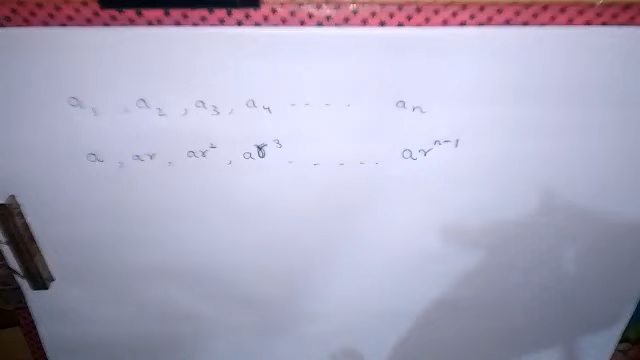 a₁, a₂, a₃, a₄ ..... aₙ
a, ar, ar², ar³ ...... arⁿ⁻¹